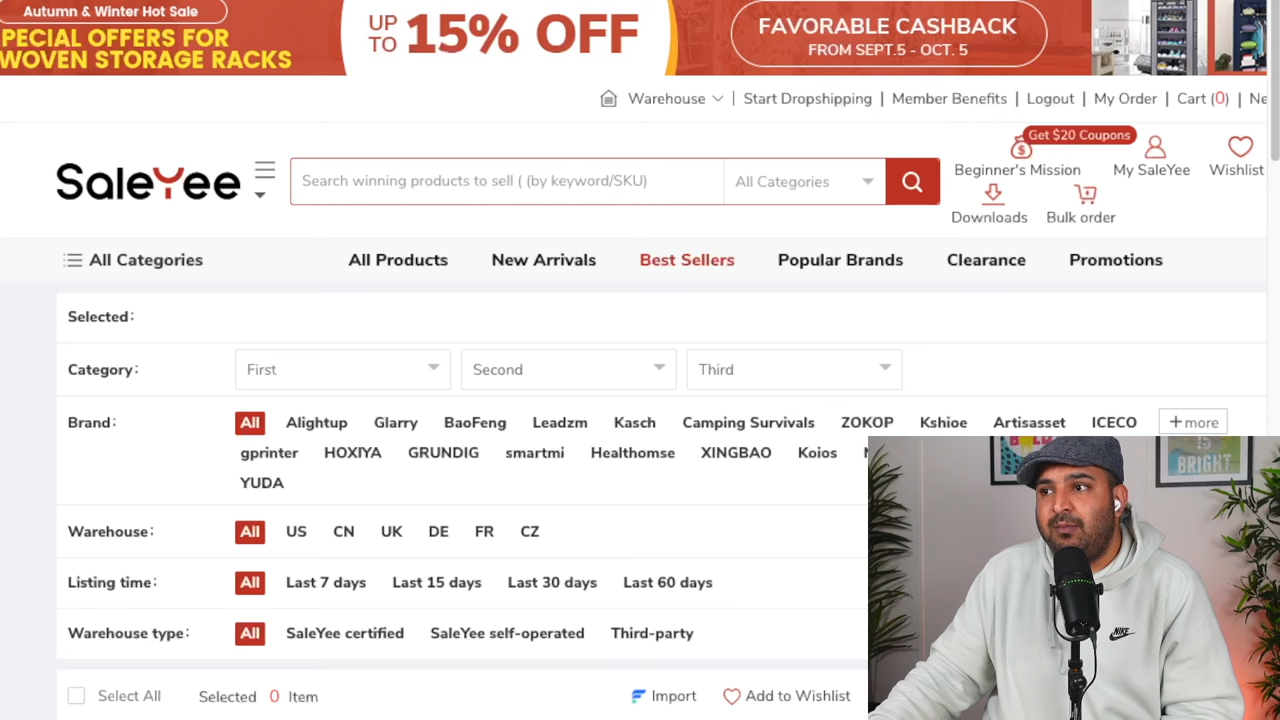 Autumn & Winter Hot Sale
PECIAL OFFERS FOR
WOVEN STORAGE RACKS
UP TO 15% OFF
FAVORABLE CASHBACK
FROM SEPT.5 - OCT. 5
Warehouse | Start Dropshipping | Member Benefits | Logout | My Order | Cart (0) | Ne
SaleYee
Search winning products to sell ( (by keyword/SKU)
All Categories
Get $20 Coupons
Beginner's Mission
My SaleYee
Wishlist
Downloads
Bulk order
All Categories
All Products
New Arrivals
Best Sellers
Popular Brands
Clearance
Promotions
Selected:
Category: First Second Third
Brand: All Alightup Glarry BaoFeng Leadzm Kasch Camping Survivals ZOKOP Kshioe Artisasset ICECO +more
gprinter HOXIYA GRUNDIG smartmi Healthomse XINGBAO Koios
YUDA
Warehouse: All US CN UK DE FR CZ
Listing time: All Last 7 days Last 15 days Last 30 days Last 60 days
Warehouse type: All SaleYee certified SaleYee self-operated Third-party
Select All Selected 0 Item Import Add to Wishlist
BRIGHT
NIKE